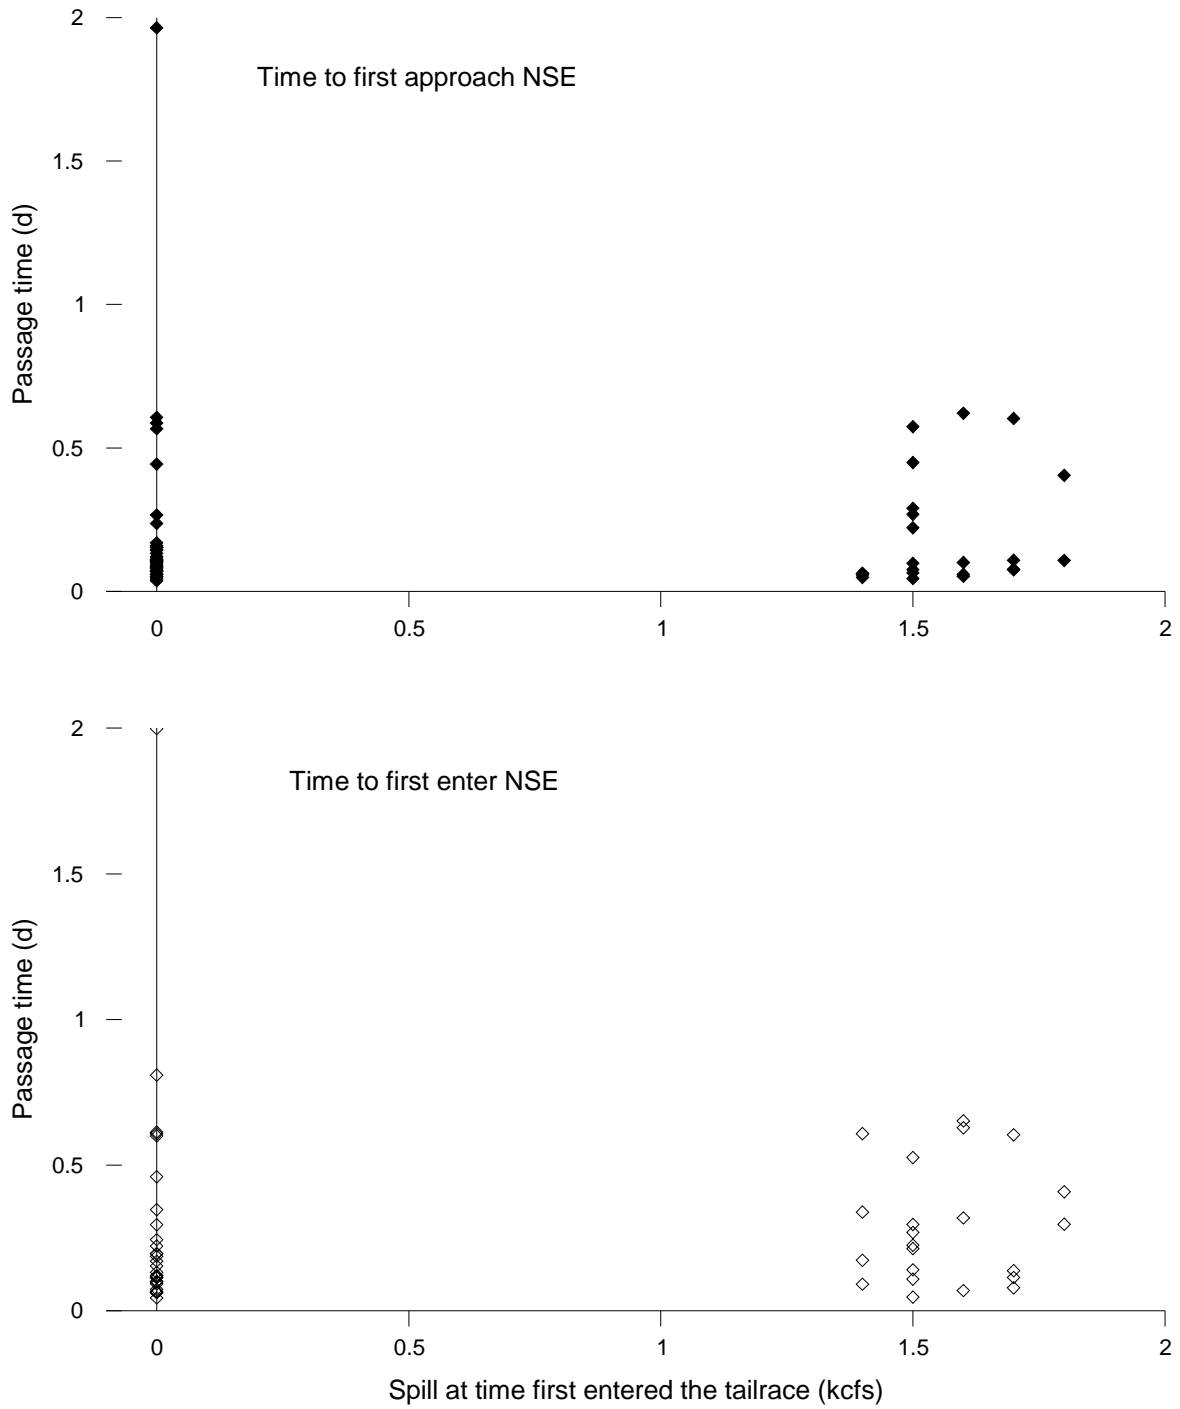 2
Time to first approach NSE
1.5
Passage time (d)
1
0.5
0
0 0.5 1 1.5 2
2
Time to first enter NSE
1.5
Passage time (d)
1
0.5
0
0 0.5 1 1.5 2
Spill at time first entered the tailrace (kcfs)